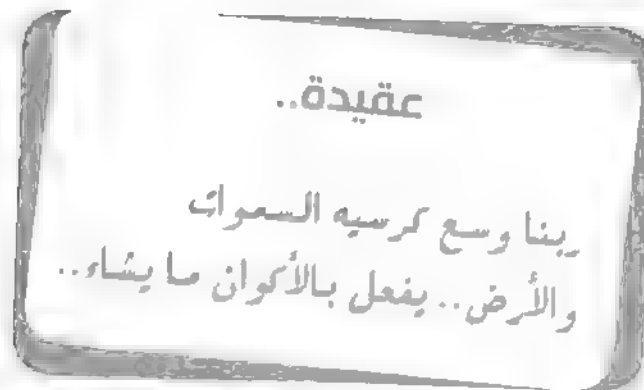 عقيدة..
ربنا وسع كرسيه السموات
والأرض.. يفعل بالأكوان ما يشاء..